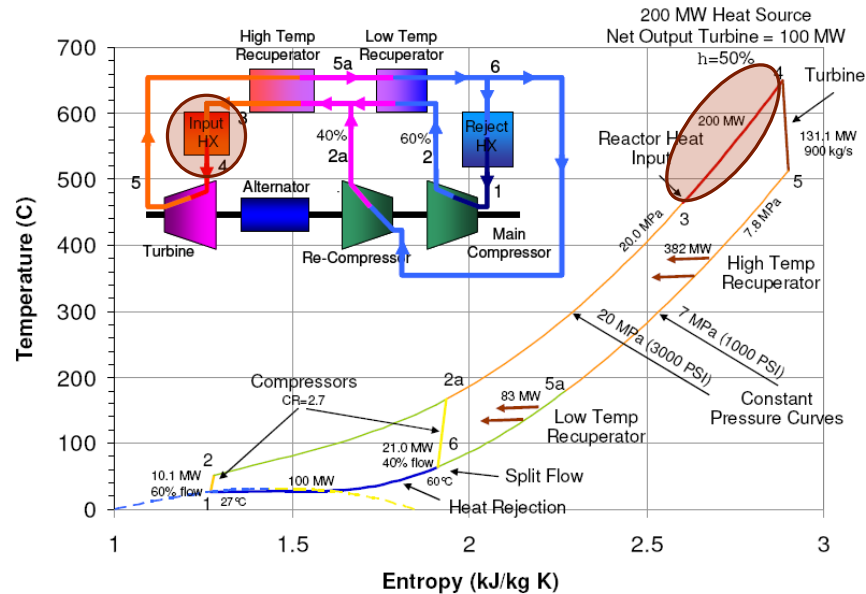 200 MW Heat Source
Net Output Turbine = 100 MW
h=50%
High Temp
Recuperator
Low Temp
Recuperator
5a
6
3
Input
HX
4
40%
2a
60%
2
Reject
HX
1
5
Alternator
Turbine
Re-Compressor
Main
Compressor
4
Turbine
200 MW
131.1 MW
900 kg/s
Reactor Heat
Input
5
3
20.0 MPa
7.8 MPa
382 MW
High Temp
Recuperator
20 MPa (3000 PSI)
7 MPa (1000 PSI)
Constant
Pressure Curves
Compressors
CR=2.7
2a
5a
83 MW
Low Temp
Recuperator
2
21.0 MW
40% flow
6
Split Flow
60°C
10.1 MW
60% flow
1
27°C
100 MW
Heat Rejection
Temperature (C)
700
600
500
400
300
200
100
0
1
1.5
2
2.5
3
Entropy (kJ/kg K)